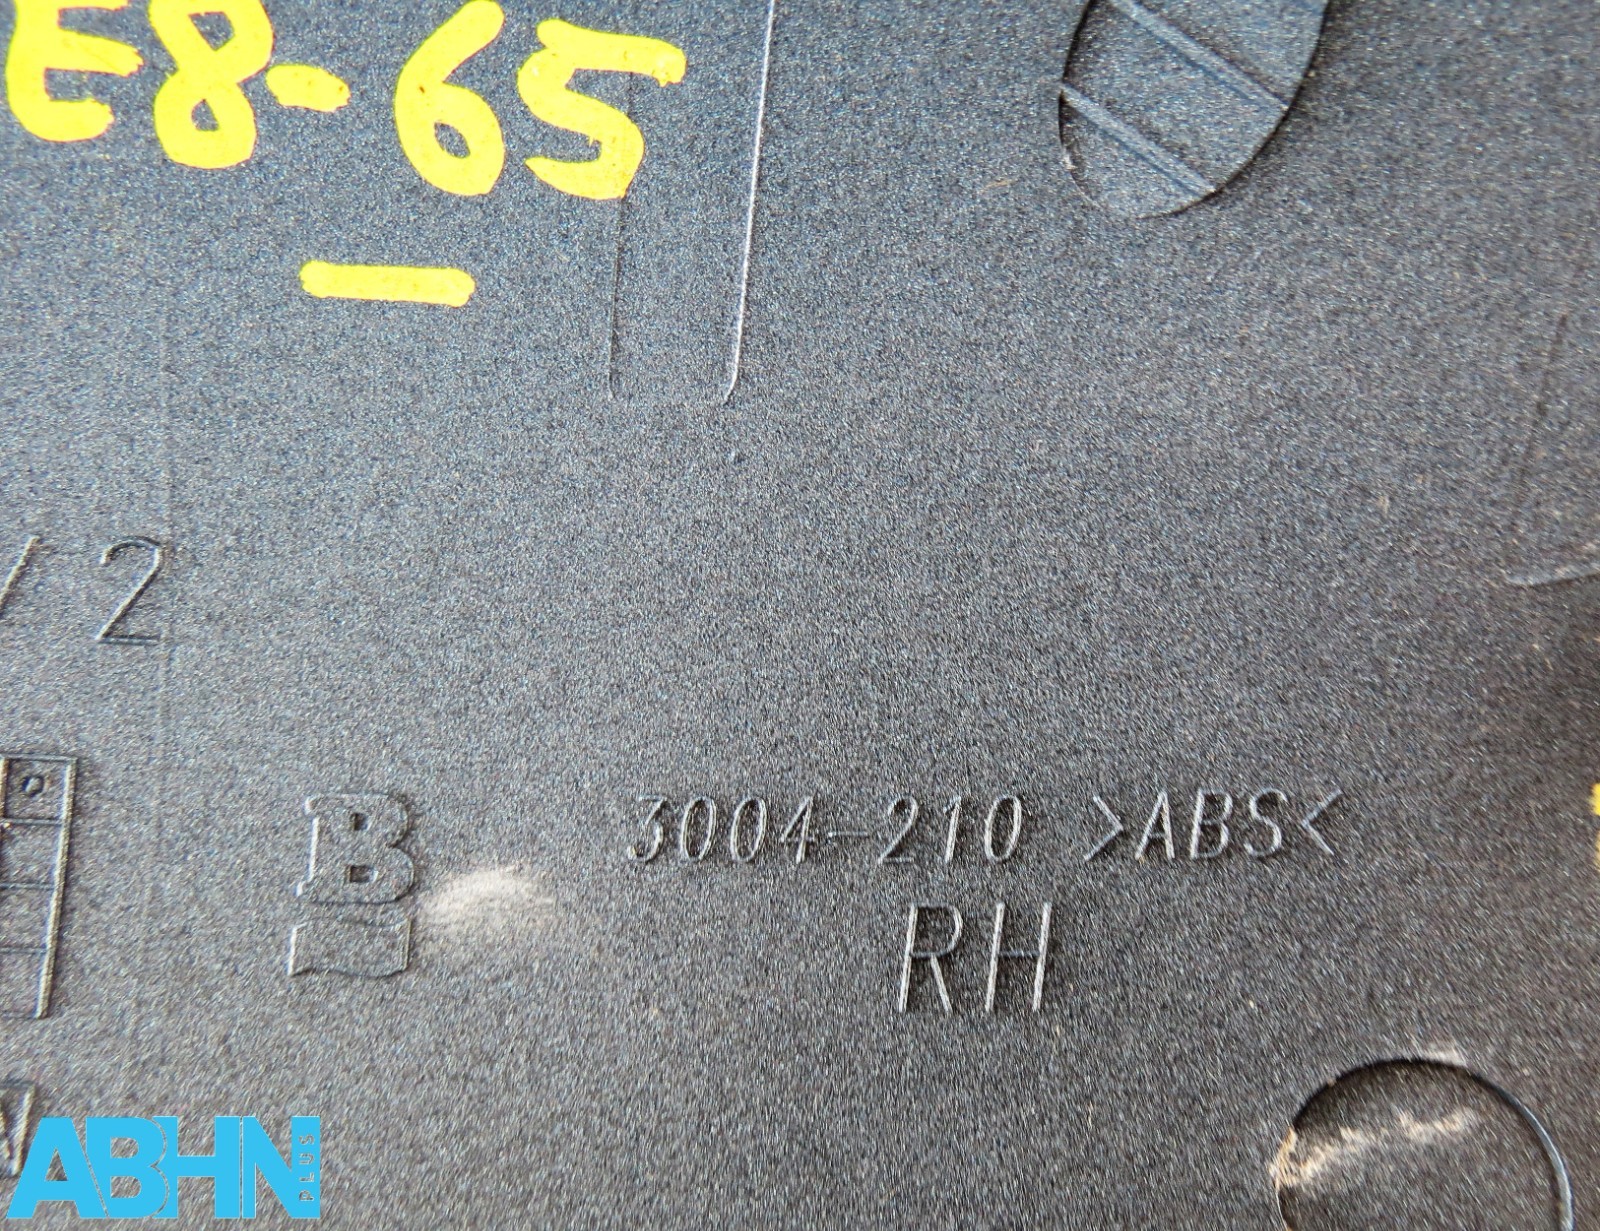 E8-65
/2
B
3004-210 >ABS<
RH
ABHN
PLUS